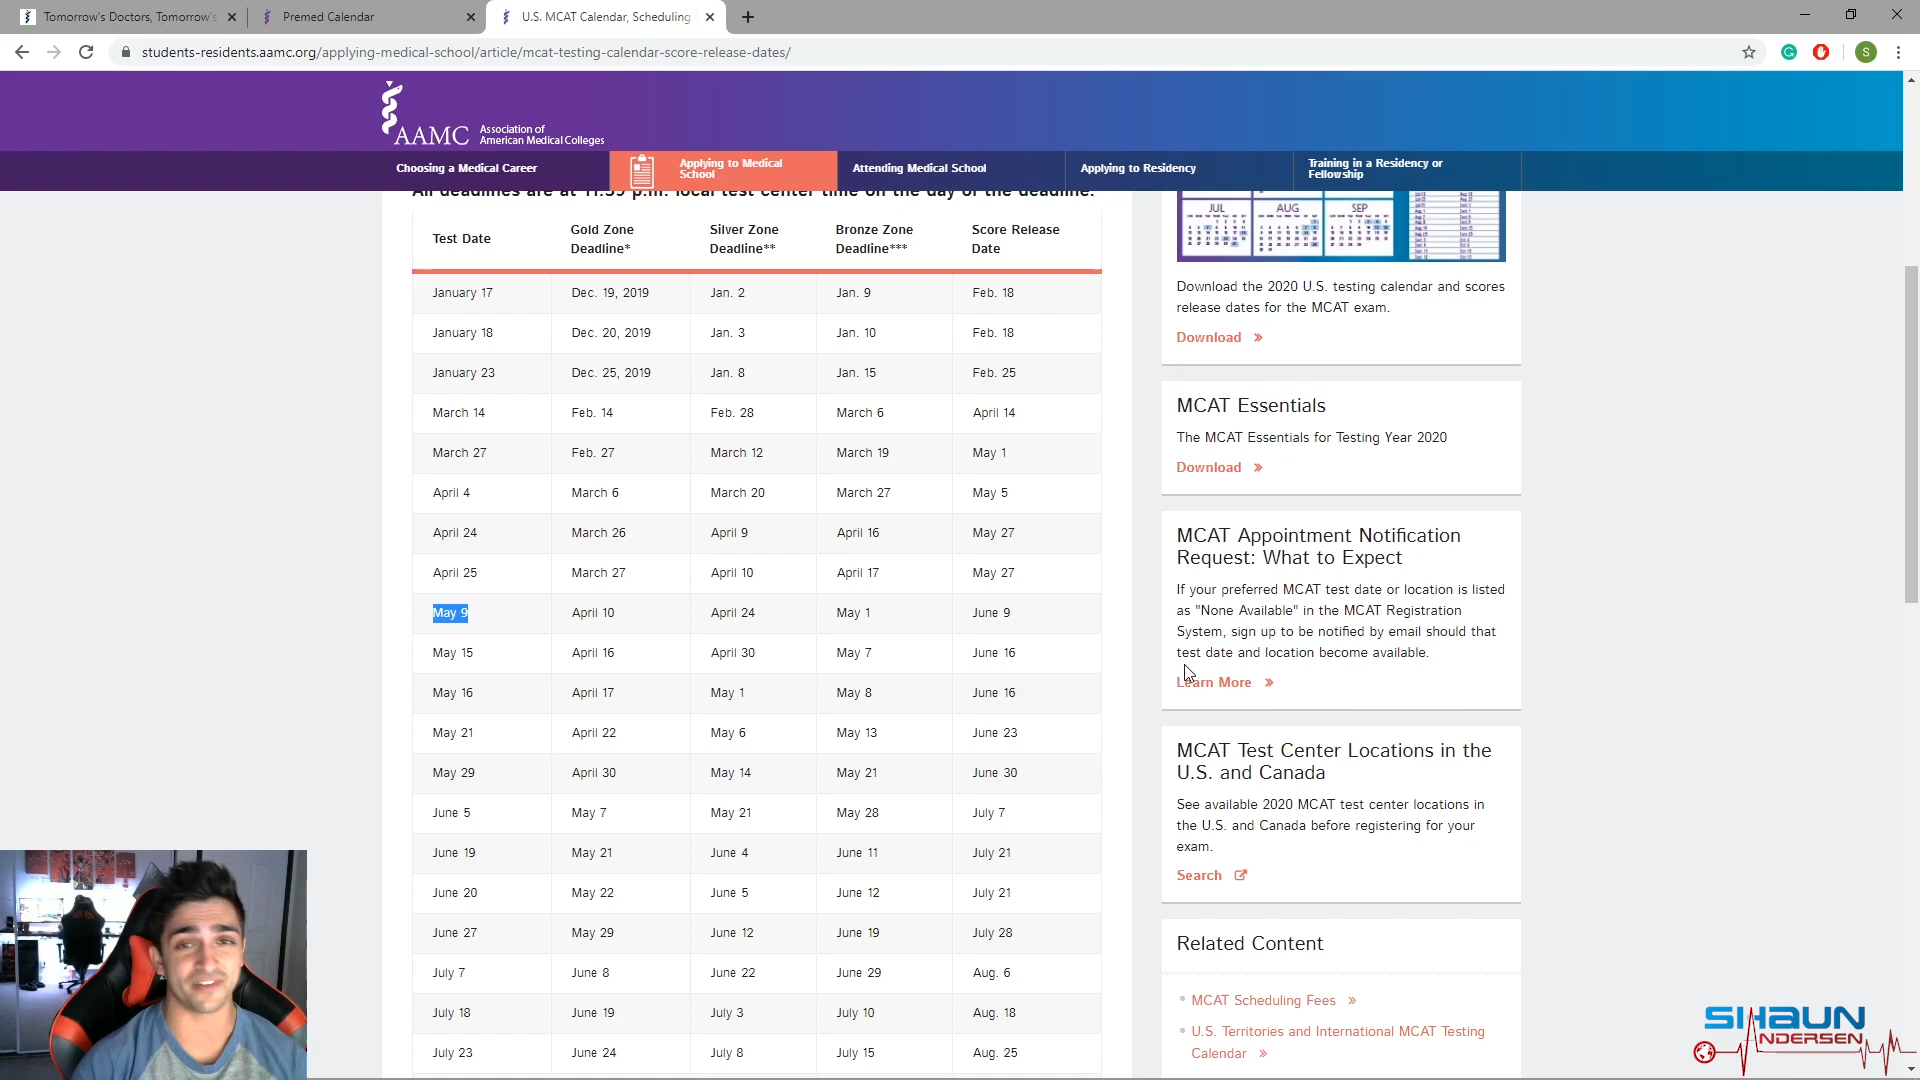 Tomorrow's Doctors, Tomorrow's
Premed Calendar
U.S. MCAT Calendar, Scheduling
students-residents.aamc.org/applying-medical-school/article/mcat-testing-calendar-score-release-dates/
S
AAMC
Association of
American Medical Colleges
Choosing a Medical Career
Applying to Medical
School
Attending Medical School
Applying to Residency
Training in a Residency or
Fellowship
All deadlines are at 11:59 p.m. local test center time on the day of the deadline.
Test Date
Gold Zone
Deadline*
Silver Zone
Deadline**
Bronze Zone
Deadline***
Score Release
Date
January 17 Dec. 19, 2019 Jan. 2 Jan. 9 Feb. 18
January 18 Dec. 20, 2019 Jan. 3 Jan. 10 Feb. 18
January 23 Dec. 25, 2019 Jan. 8 Jan. 15 Feb. 25
March 14 Feb. 14 Feb. 28 March 6 April 14
March 27 Feb. 27 March 12 March 19 May 1
April 4 March 6 March 20 March 27 May 5
April 24 March 26 April 9 April 16 May 27
April 25 March 27 April 10 April 17 May 27
May 9 April 10 April 24 May 1 June 9
May 15 April 16 April 30 May 7 June 16
May 16 April 17 May 1 May 8 June 16
May 21 April 22 May 6 May 13 June 23
May 29 April 30 May 14 May 21 June 30
June 5 May 7 May 21 May 28 July 7
June 19 May 21 June 4 June 11 July 21
June 20 May 22 June 5 June 12 July 21
June 27 May 29 June 12 June 19 July 28
July 7 June 8 June 22 June 29 Aug. 6
July 18 June 19 July 3 July 10 Aug. 18
July 23 June 24 July 8 July 15 Aug. 25
JUL AUG SEP
Download the 2020 U.S. testing calendar and scores
release dates for the MCAT exam.
Download »
MCAT Essentials
The MCAT Essentials for Testing Year 2020
Download »
MCAT Appointment Notification
Request: What to Expect
If your preferred MCAT test date or location is listed
as "None Available" in the MCAT Registration
System, sign up to be notified by email should that
test date and location become available.
Learn More »
MCAT Test Center Locations in the
U.S. and Canada
See available 2020 MCAT test center locations in
the U.S. and Canada before registering for your
exam.
Search
Related Content
MCAT Scheduling Fees »
U.S. Territories and International MCAT Testing
Calendar »
SHAUN
ANDERSEN